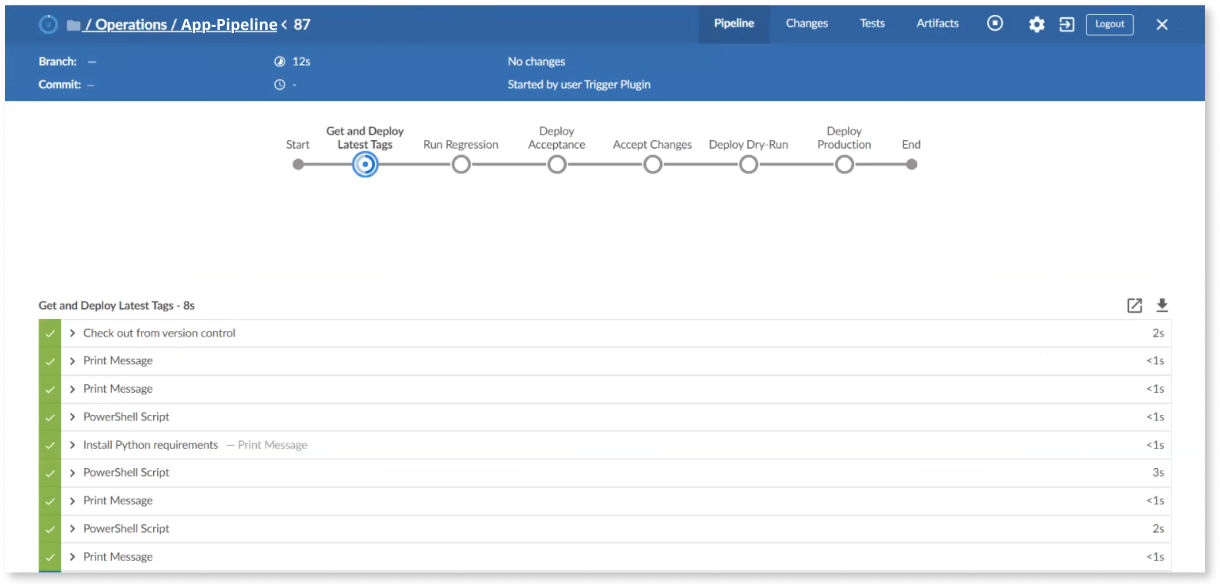 / Operations / App-Pipeline < 87 Pipeline Changes Tests Artifacts Logout
Branch: — 12s No changes
Commit: — - Started by user Trigger Plugin
Start
Get and Deploy
Latest Tags
Run Regression
Deploy
Acceptance
Accept Changes
Deploy Dry-Run
Deploy
Production
End
Get and Deploy Latest Tags - 8s
Check out from version control 2s
Print Message <1s
Print Message <1s
PowerShell Script <1s
Install Python requirements — Print Message <1s
PowerShell Script 3s
Print Message <1s
PowerShell Script 2s
Print Message <1s